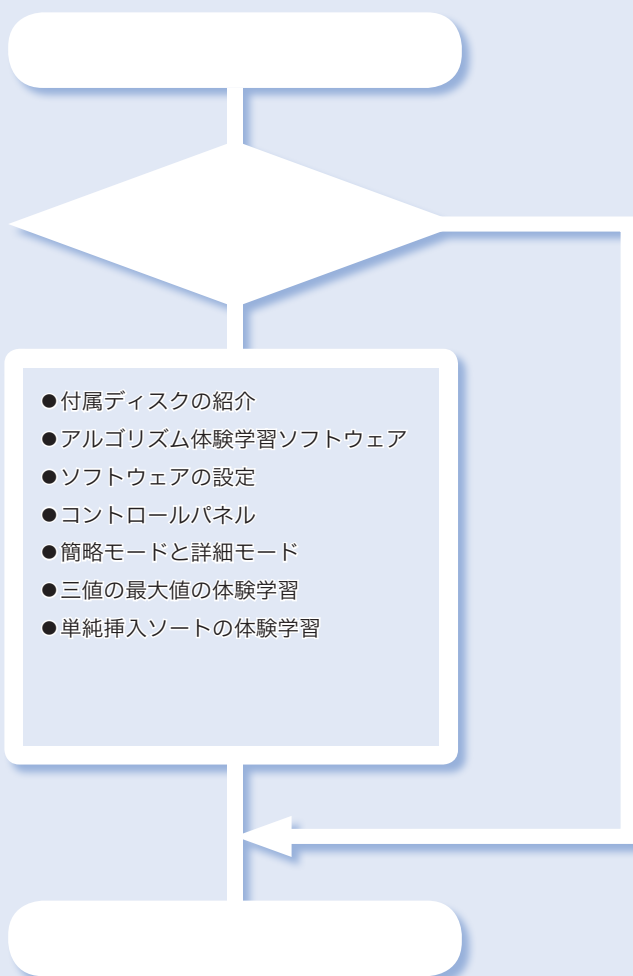 ●付属ディスクの紹介
●アルゴリズム体験学習ソフトウェア
●ソフトウェアの設定
●コントロールパネル
●簡略モードと詳細モード
●三値の最大値の体験学習
●単純挿入ソートの体験学習